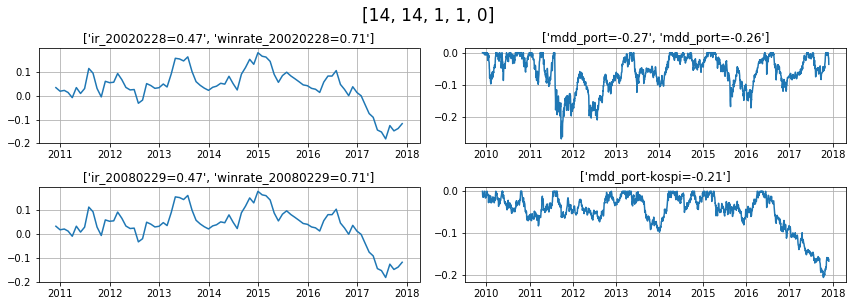 [14, 14, 1, 1, 0]
['ir_20020228=0.47', 'winrate_20020228=0.71']
0.1
0.0
−0.1
−0.2
2011 2012 2013 2014 2015 2016 2017 2018
['mdd_port=-0.27', 'mdd_port=-0.26']
0.0
−0.1
−0.2
2010 2011 2012 2013 2014 2015 2016 2017 2018
['ir_20080229=0.47', 'winrate_20080229=0.71']
0.1
0.0
−0.1
−0.2
2011 2012 2013 2014 2015 2016 2017 2018
['mdd_port-kospi=-0.21']
0.0
−0.1
−0.2
2010 2011 2012 2013 2014 2015 2016 2017 2018